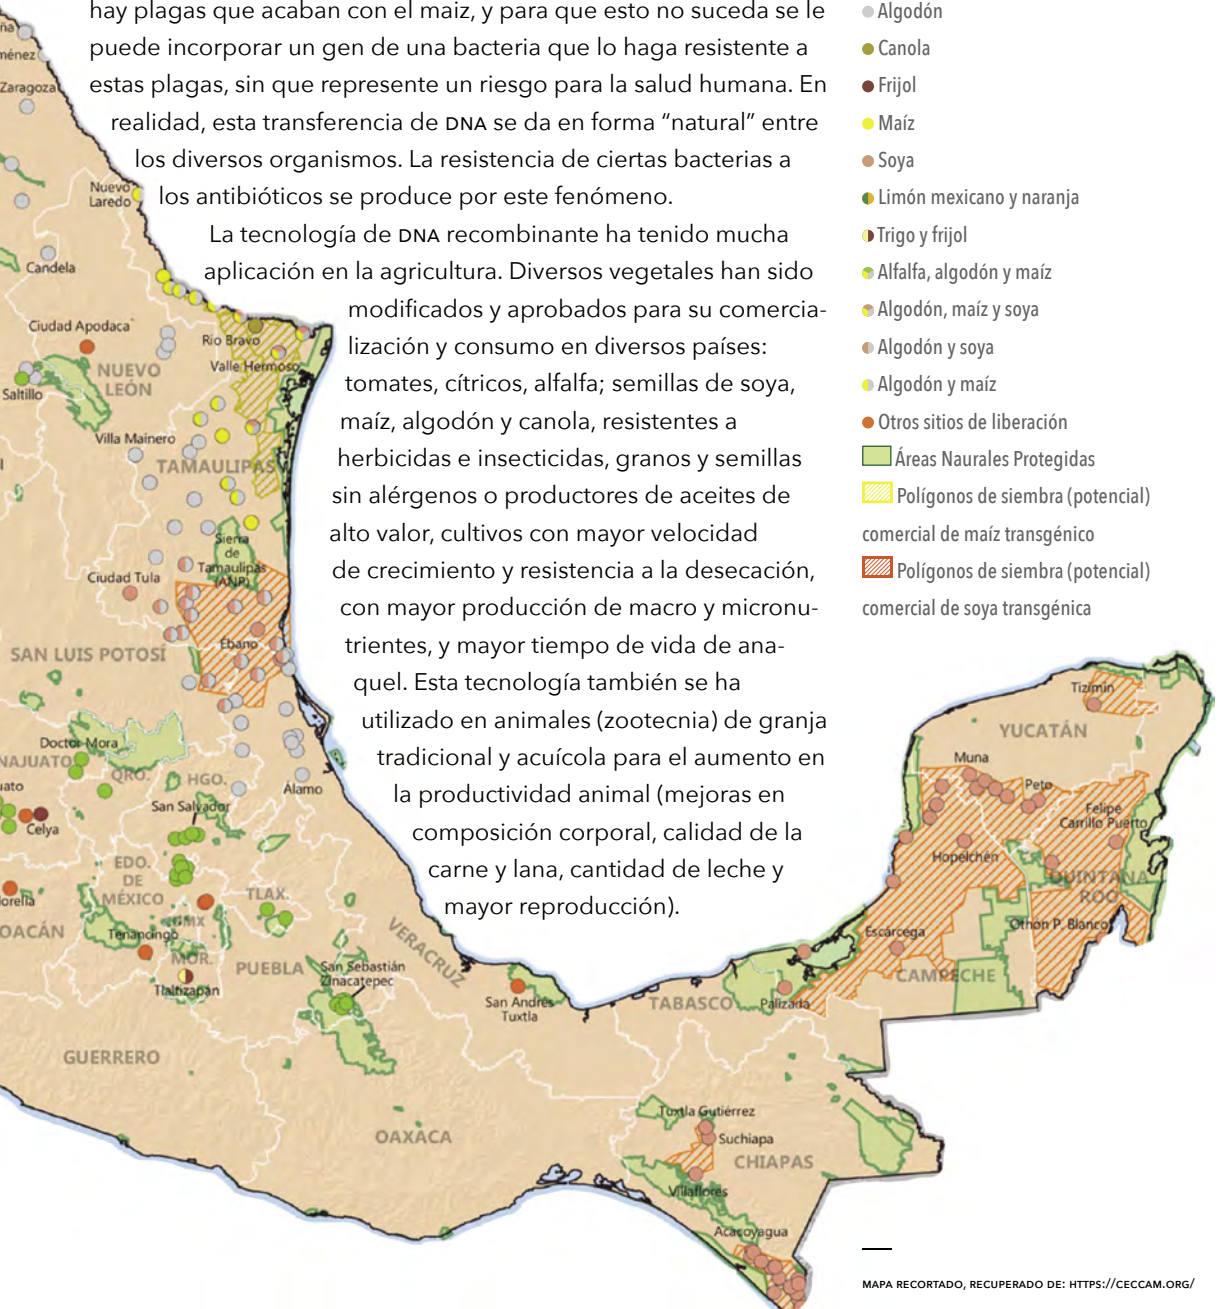 hay plagas que acaban con el maíz, y para que esto no suceda se le
puede incorporar un gen de una bacteria que lo haga resistente a
estas plagas, sin que represente un riesgo para la salud humana. En
realidad, esta transferencia de DNA se da en forma “natural” entre
los diversos organismos. La resistencia de ciertas bacterias a
los antibióticos se produce por este fenómeno.
La tecnología de DNA recombinante ha tenido mucha
aplicación en la agricultura. Diversos vegetales han sido
modificados y aprobados para su comercia-
lización y consumo en diversos países:
tomates, cítricos, alfalfa; semillas de soya,
maíz, algodón y canola, resistentes a
herbicidas e insecticidas, granos y semillas
sin alérgenos o productores de aceites de
alto valor, cultivos con mayor velocidad
de crecimiento y resistencia a la desecación,
con mayor producción de macro y micronu-
trientes, y mayor tiempo de vida de ana-
quel. Esta tecnología también se ha
utilizado en animales (zootecnia) de granja
tradicional y acuícola para el aumento en
la productividad animal (mejoras en
composición corporal, calidad de la
carne y lana, cantidad de leche y
mayor reproducción).
Algodón
Canola
Frijol
Maíz
Soya
Limón mexicano y naranja
Trigo y frijol
Alfalfa, algodón y maíz
Algodón, maíz y soya
Algodón y soya
Algodón y maíz
Otros sitios de liberación
Áreas Naurales Protegidas
Polígonos de siembra (potencial)
comercial de maíz transgénico
Polígonos de siembra (potencial)
comercial de soya transgénica
ña
ménez
Zaragoza
Nuevo
Laredo
Candela
Ciudad Apodaca
NUEVO
LEÓN
Saltillo
Río Bravo
Valle Hermoso
Villa Mainero
TAMAULIPAS
Sierra
de
Tamaulipas
(ANP)
Ciudad Tula
Ébano
SAN LUIS POTOSÍ
Doctor Mora
NAJUATO
QRO.
HGO.
Álamo
uato
San Salvador
Celya
EDO.
DE
MÉXICO
TLAX.
orelia
OACÁN
CDMX
Tenancingo
MOR.
Tlaltizapán
PUEBLA
San Sebastián
Zinacatepec
VERACRUZ
San Andrés
Tuxtla
TABASCO
Palizada
GUERRERO
OAXACA
Tuxtla Gutiérrez
Suchiapa
CHIAPAS
Villaflores
Acacoyagua
Tizimín
YUCATÁN
Muna
Peto
Felipe
Carrillo Puerto
Hopelchén
QUINTANA
ROO
Othón P. Blanco
Escárcega
CAMPECHE
MAPA RECORTADO, RECUPERADO DE: HTTPS://CECCAM.ORG/